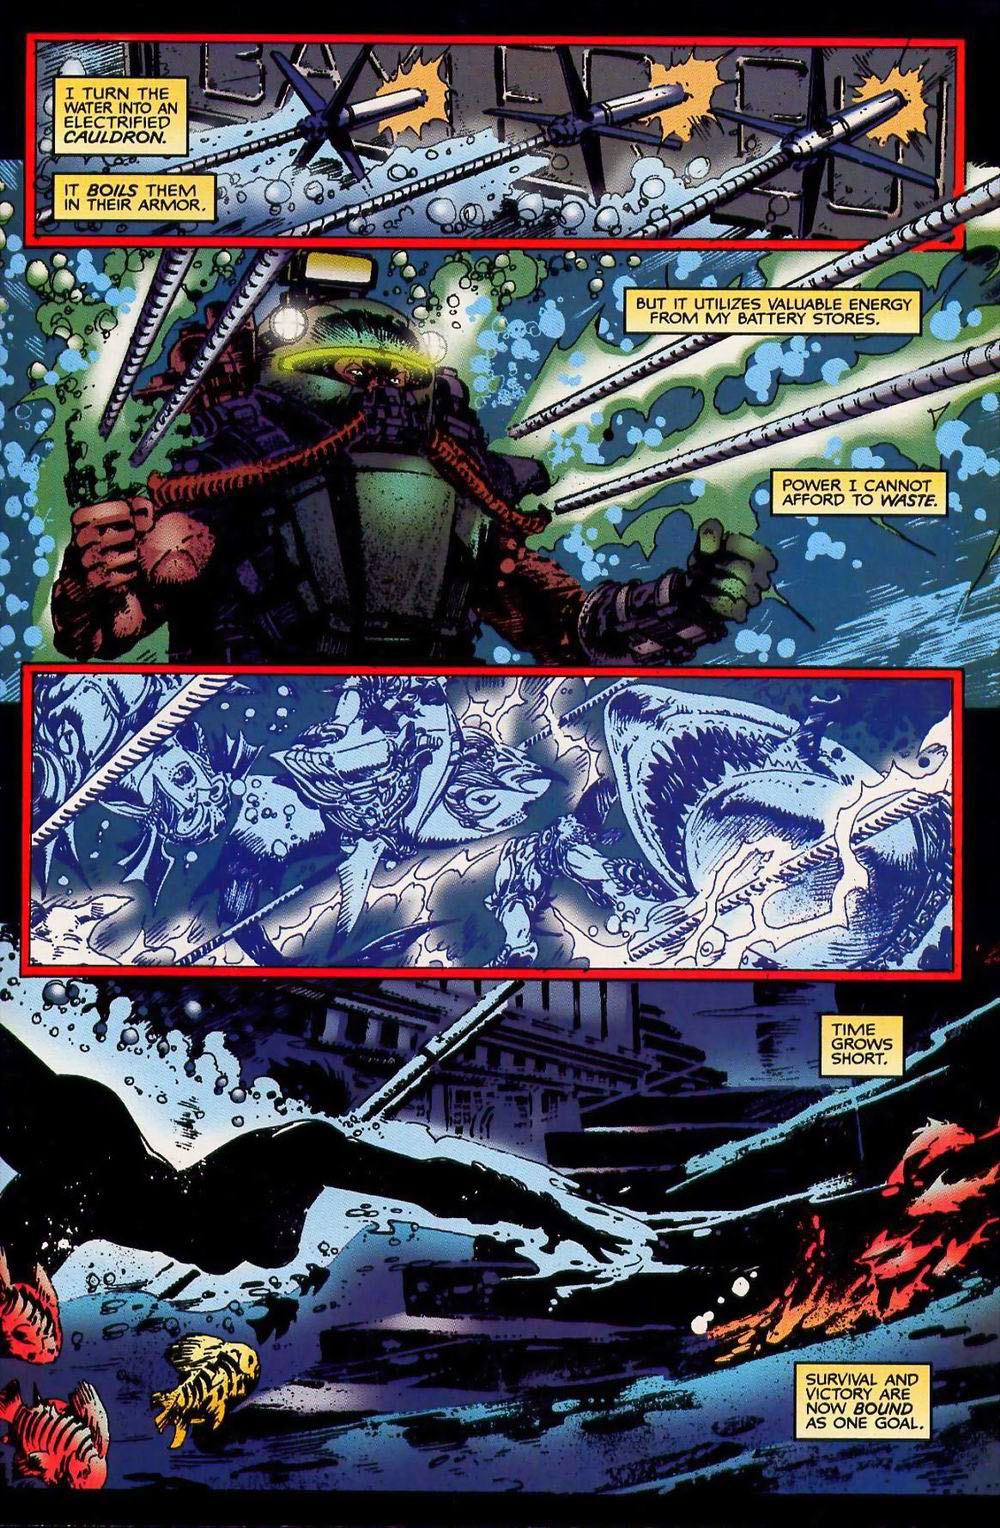 I TURN THE
WATER INTO AN
ELECTRIFIED
CAULDRON.
IT BOILS THEM
IN THEIR ARMOR.
BUT IT UTILIZES VALUABLE ENERGY
FROM MY BATTERY STORES.
POWER I CANNOT
AFFORD TO WASTE.
TIME
GROWS
SHORT.
SURVIVAL AND
VICTORY ARE
NOW BOUND
AS ONE GOAL.